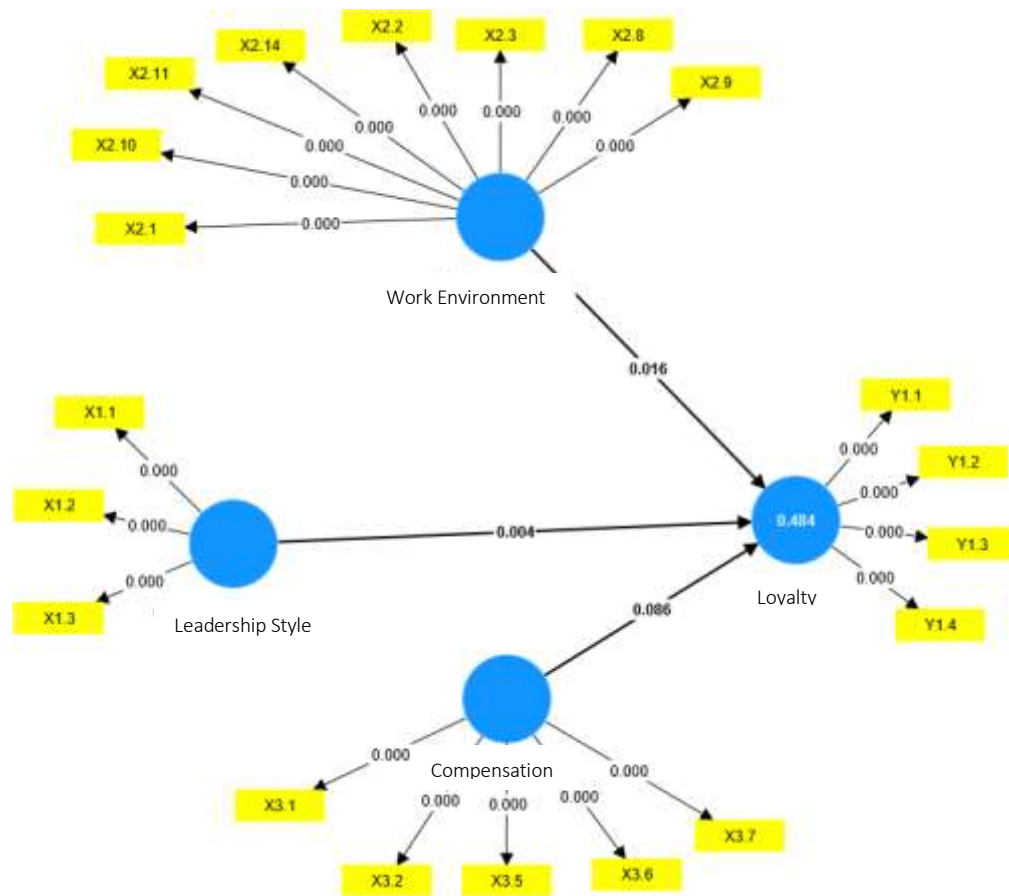 X2.2
X2.3
X2.8
X2.14
X2.11
X2.9
X2.10
X2.1
0.000
0.000
0.000
0.000
0.000
0.000
0.000
0.000
Work Environment
0.016
X1.1
X1.2
X1.3
0.000
0.000
0.000
Leadership Style
0.004
Y1.1
Y1.2
Y1.3
Y1.4
0.000
0.000
0.000
0.000
0.484
Loyalty
0.086
Compensation
0.000
0.000
0.000
0.000
0.000
X3.1
X3.2
X3.5
X3.6
X3.7